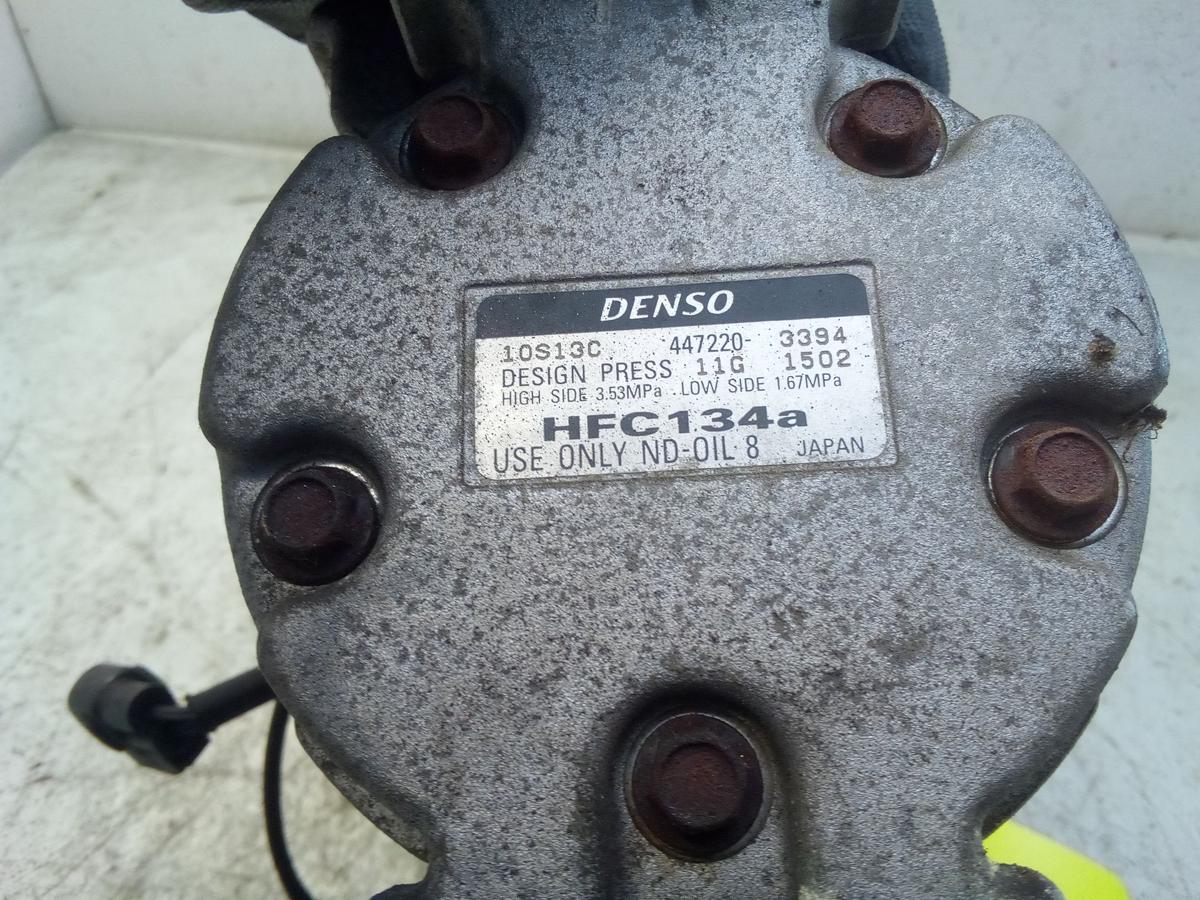 DENSO
10S13C 447220- 3394
DESIGN PRESS 11G 1502
HIGH SIDE 3.53MPa . LOW SIDE 1.67MPa
HFC134a
USE ONLY ND-OIL 8 JAPAN